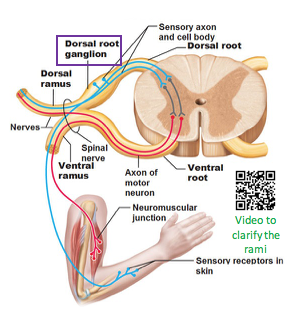 Sensory axon
and cell body
Dorsal root
Dorsal root
ganglion
Dorsal
ramus
Nerves
Spinal
nerve
Ventral
ramus
Axon of
motor
neuron
Ventral
root
Neuromuscular
junction
Video to
clarify the
rami
Sensory receptors in
skin